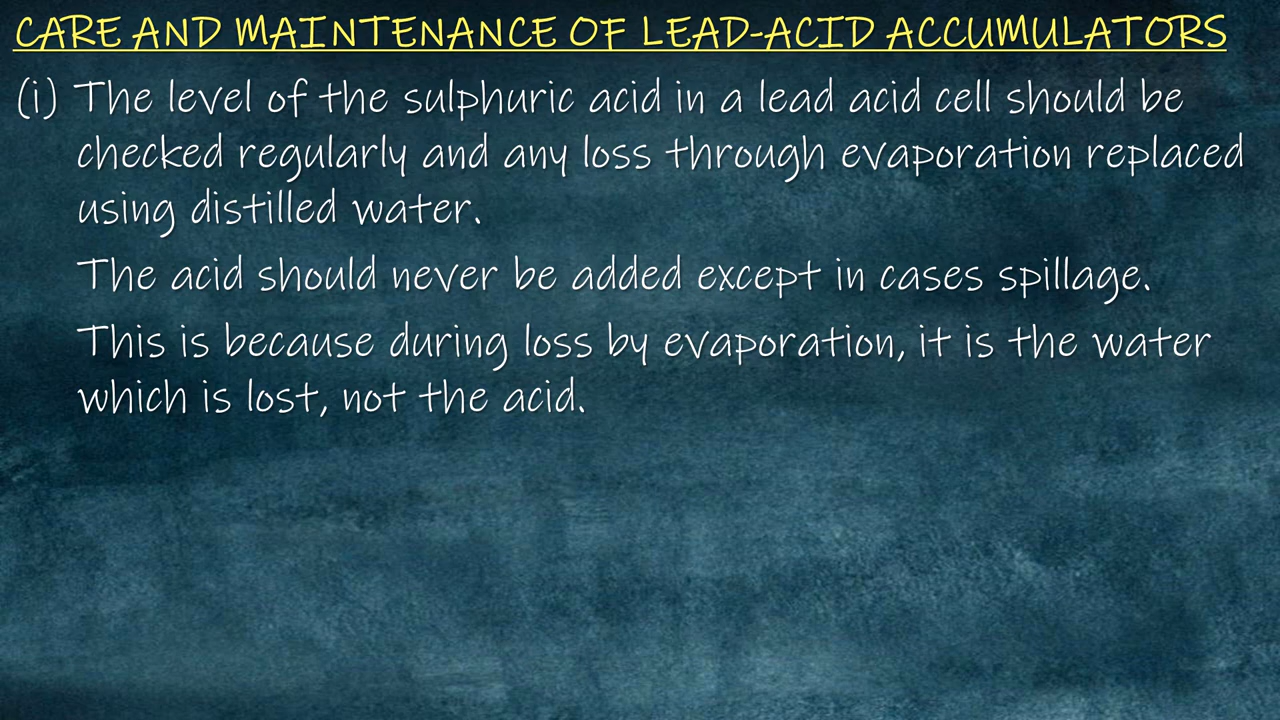 CARE AND MAINTENANCE OF LEAD-ACID ACCUMULATORS
(i) The level of the sulphuric acid in a lead acid cell should be
checked regularly and any loss through evaporation replaced
using distilled water.
The acid should never be added except in cases spillage.
This is because during loss by evaporation, it is the water
which is lost, not the acid.